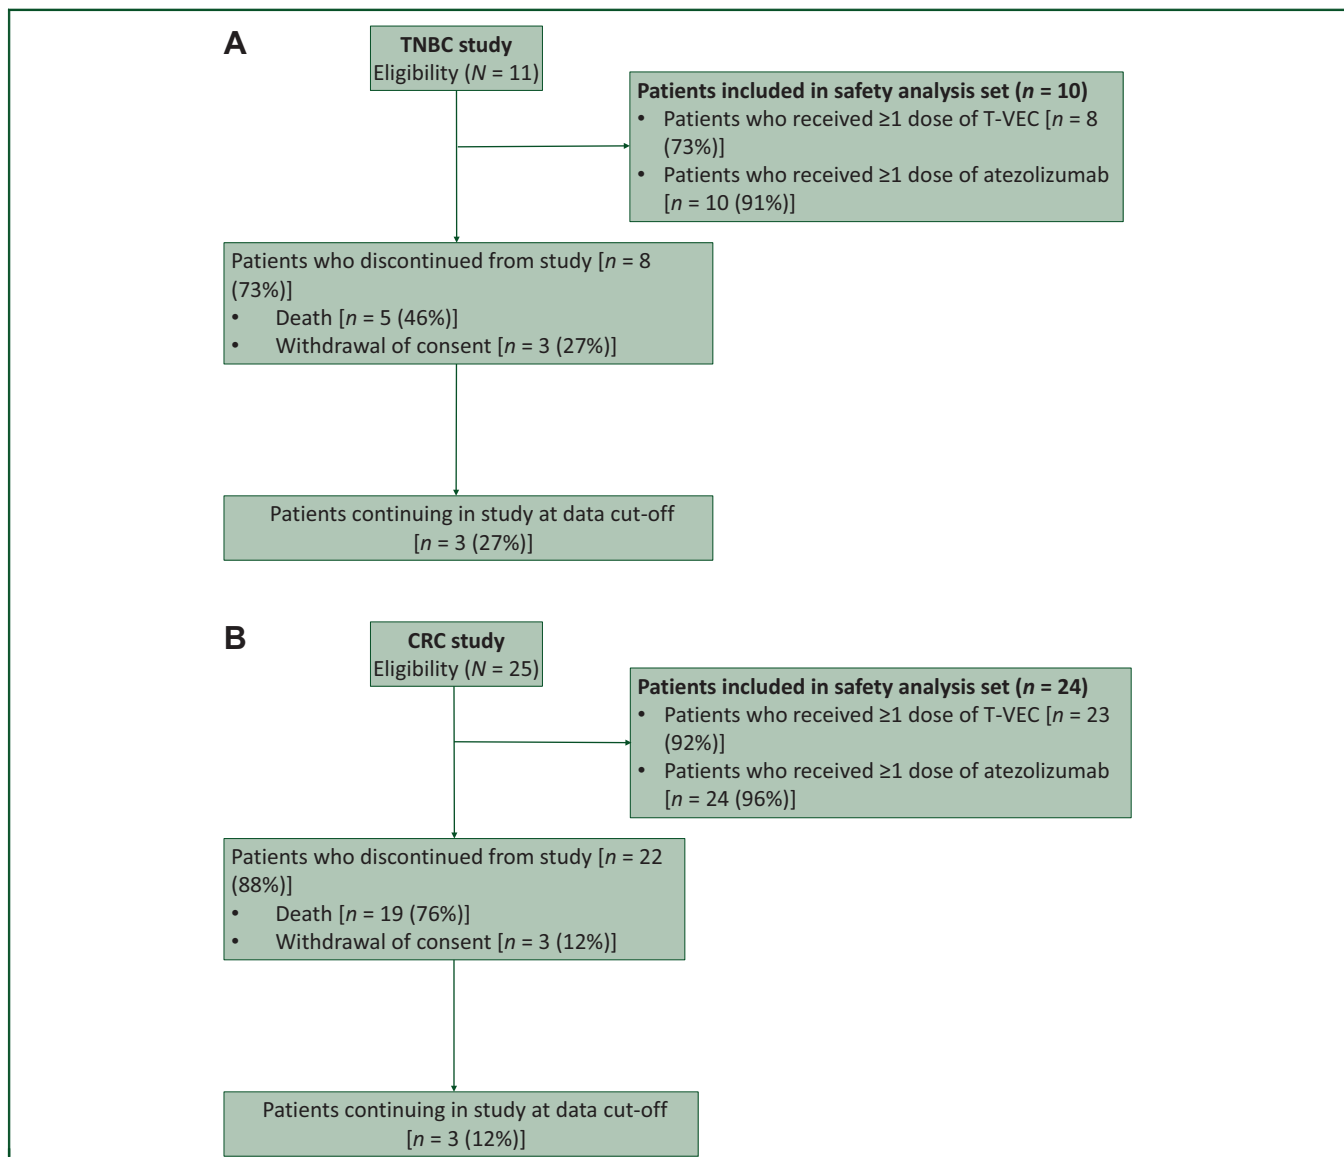 A
TNBC study
Eligibility (N = 11)
Patients included in safety analysis set (n = 10)
• Patients who received ≥1 dose of T-VEC [n = 8
(73%)]
• Patients who received ≥1 dose of atezolizumab
[n = 10 (91%)]
Patients who discontinued from study [n = 8
(73%)]
• Death [n = 5 (46%)]
• Withdrawal of consent [n = 3 (27%)]
Patients continuing in study at data cut-off
[n = 3 (27%)]
B
CRC study
Eligibility (N = 25)
Patients included in safety analysis set (n = 24)
• Patients who received ≥1 dose of T-VEC [n = 23
(92%)]
• Patients who received ≥1 dose of atezolizumab
[n = 24 (96%)]
Patients who discontinued from study [n = 22
(88%)]
• Death [n = 19 (76%)]
• Withdrawal of consent [n = 3 (12%)]
Patients continuing in study at data cut-off
[n = 3 (12%)]